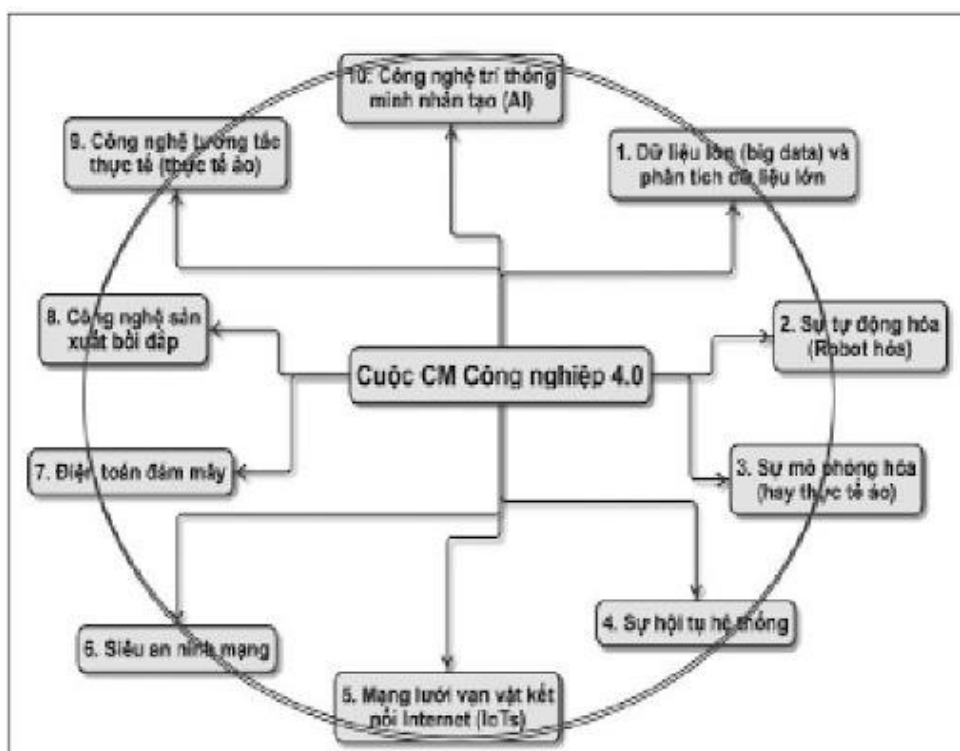 10. Công nghệ trí thông
minh nhân tạo (AI)
9. Công nghệ tương tác
thực tế (thực tế ảo)
1. Dữ liệu lớn (big data) và
phân tích dữ liệu lớn
8. Công nghệ sản
xuất bồi đắp
2. Sự tự động hóa
(Robot hóa)
Cuộc CM Công nghiệp 4.0
7. Điện toán đám mây
3. Sự mô phỏng hóa
(hay thực tế ảo)
4. Sự hội tụ hệ thống
6. Siêu an ninh mạng
5. Mạng lưới vạn vật kết
nối Internet (IoTs)